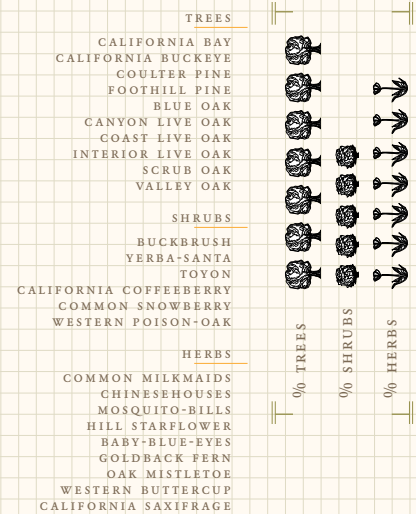 TREES
CALIFORNIA BAY
CALIFORNIA BUCKEYE
COULTER PINE
FOOTHILL PINE
BLUE OAK
CANYON LIVE OAK
COAST LIVE OAK
INTERIOR LIVE OAK
SCRUB OAK
VALLEY OAK
SHRUBS
BUCKBRUSH
YERBA-SANTA
TOYON
CALIFORNIA COFFEEBERRY
COMMON SNOWBERRY
WESTERN POISON-OAK
HERBS
COMMON MILKMAIDS
CHINESEHOUSES
MOSQUITO-BILLS
HILL STARFLOWER
BABY-BLUE-EYES
GOLDBACK FERN
OAK MISTLETOE
WESTERN BUTTERCUP
CALIFORNIA SAXIFRAGE
% TREES
% SHRUBS
% HERBS